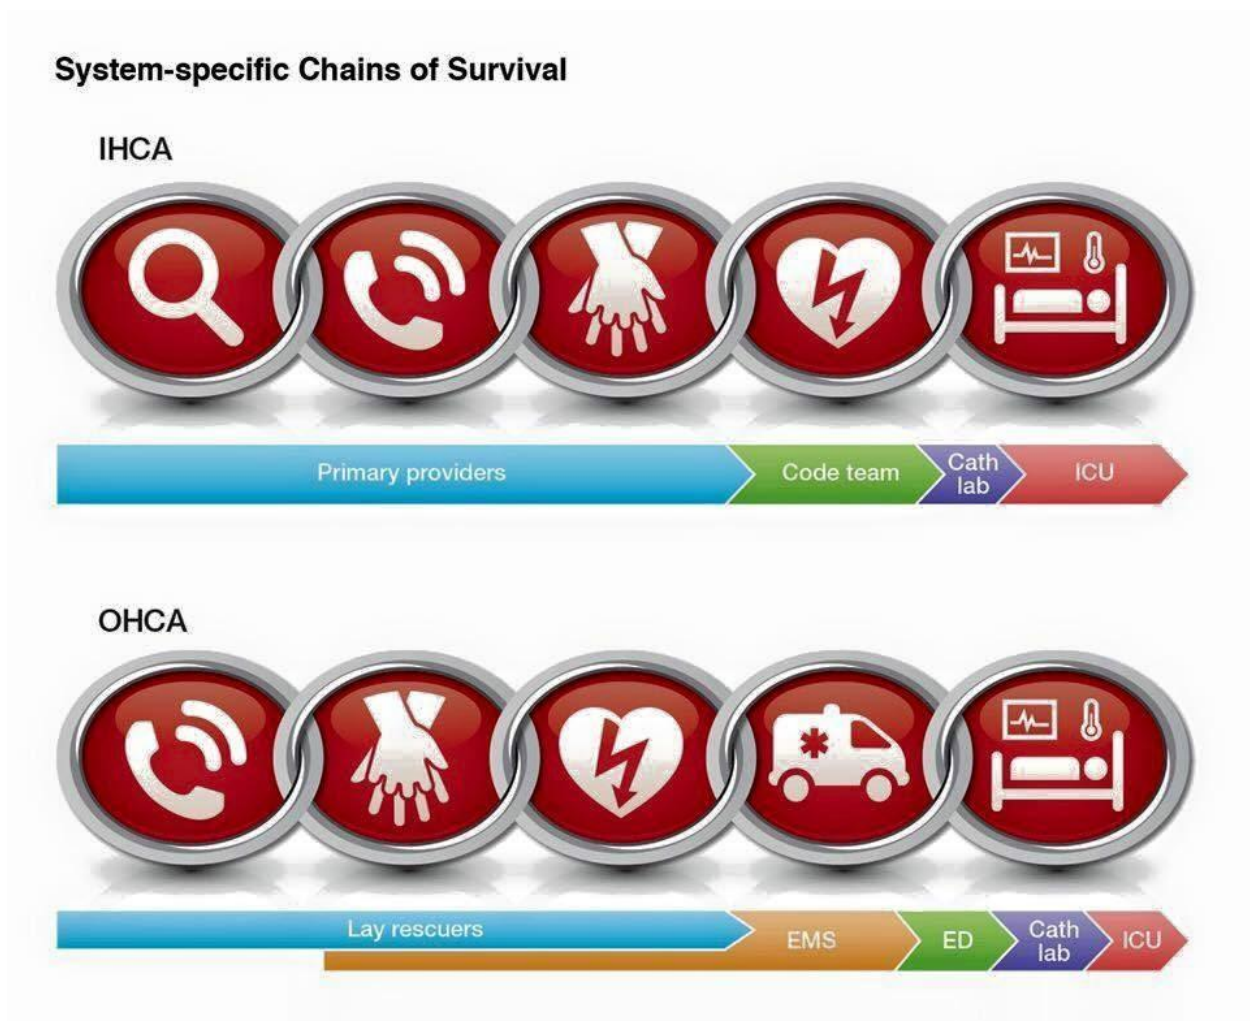 System-specific Chains of Survival
IHCA
Primary providers
Code team
Cath
lab
ICU
OHCA
Lay rescuers
EMS
ED
Cath
lab
ICU